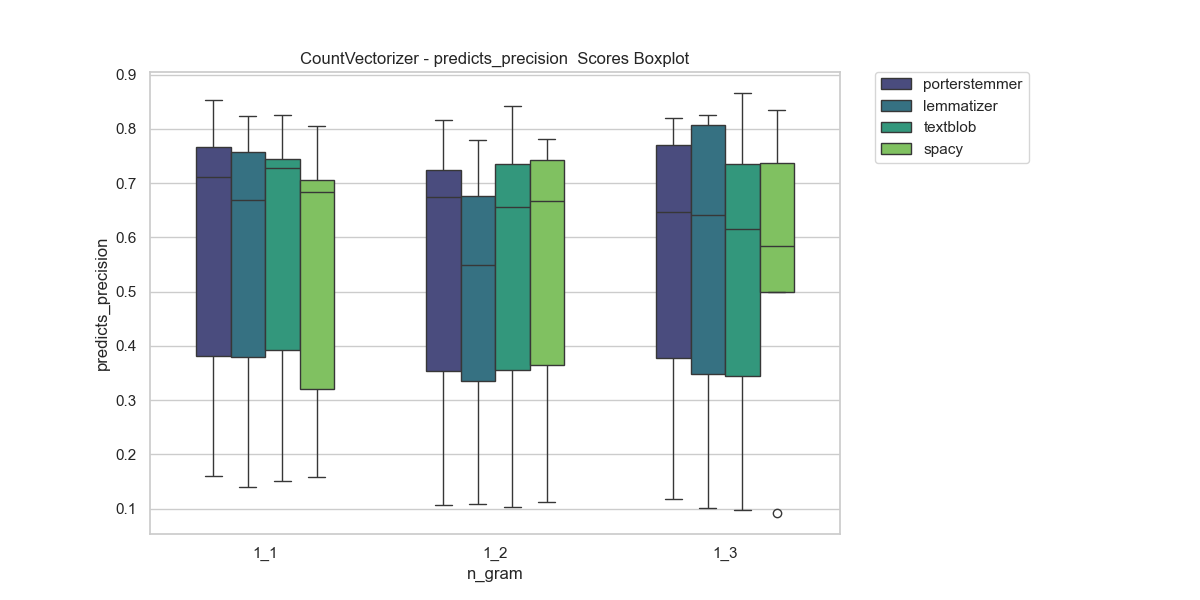 CountVectorizer - predicts_precision  Scores Boxplot
predicts_precision
0.9
0.8
0.7
0.6
0.5
0.4
0.3
0.2
0.1
1_1
1_2
1_3
n_gram
porterstemmer
lemmatizer
textblob
spacy